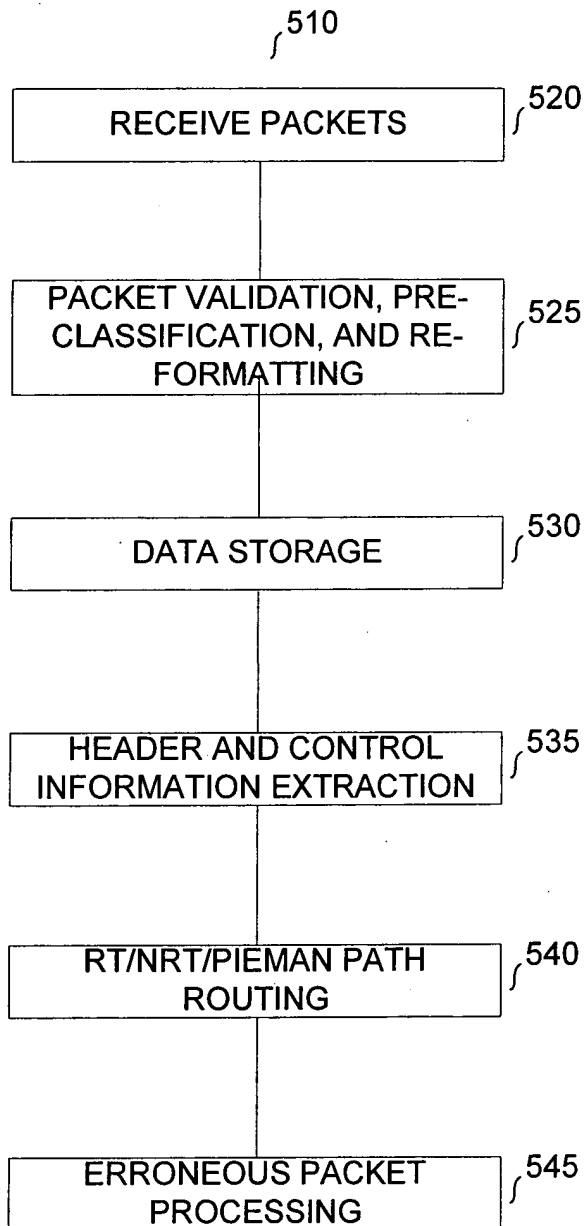 510
RECEIVE PACKETS
520
PACKET VALIDATION, PRE-
CLASSIFICATION, AND RE-
FORMATTING
525
DATA STORAGE
530
HEADER AND CONTROL
INFORMATION EXTRACTION
535
RT/NRT/PIEMAN PATH
ROUTING
540
ERRONEOUS PACKET
PROCESSING
545